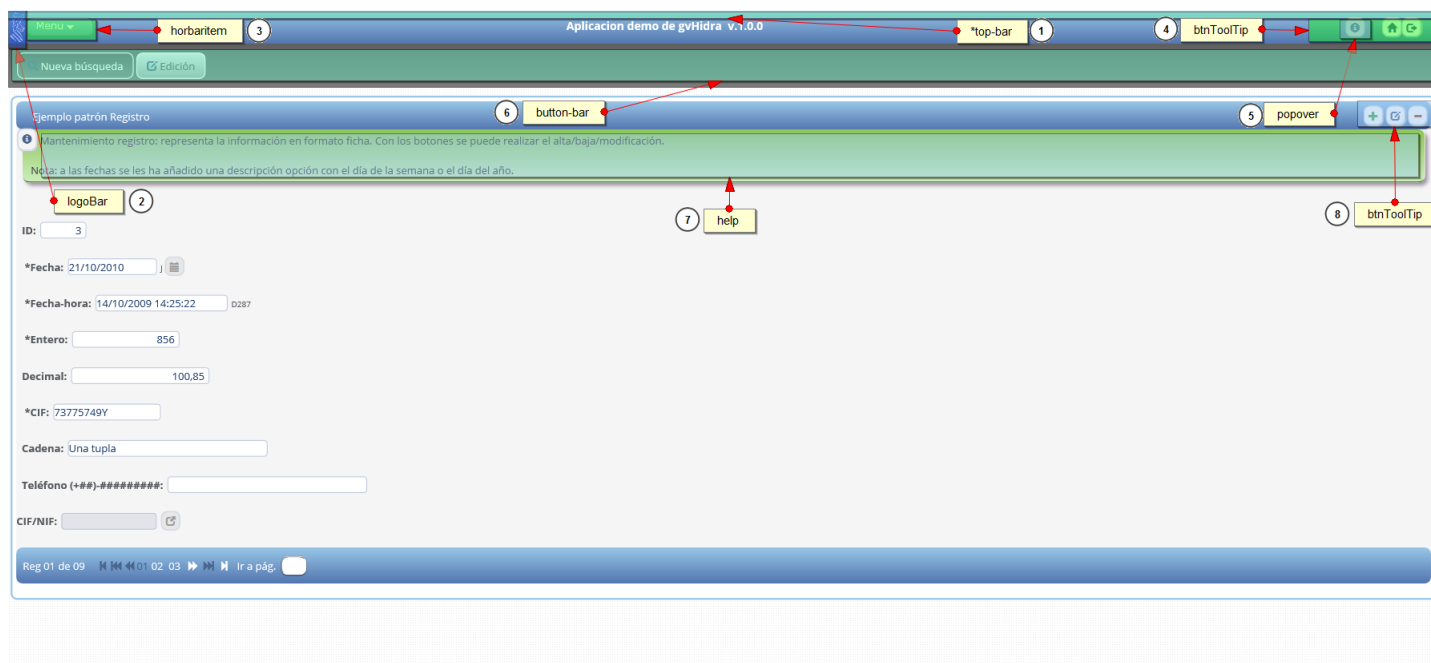 Menu
horbaritem
3
Aplicacion demo de gvHidra v.1.0.0
*top-bar
1
4
btnToolTip
Nueva búsqueda
Edición
Ejemplo patrón Registro
6
button-bar
5
popover
Mantenimiento registro: representa la información en formato ficha. Con los botones se puede realizar el alta/baja/modificación.
Nota: a las fechas se les ha añadido una descripción opción con el día de la semana o el día del año.
logoBar
2
7
help
8
btnToolTip
ID: 3
*Fecha: 21/10/2010 J
*Fecha-hora: 14/10/2009 14:25:22 D287
*Entero: 856
Decimal: 100,85
*CIF: 73775749Y
Cadena: Una tupla
Teléfono (+##)-#########:
CIF/NIF:
Reg 01 de 09 01 02 03 Ir a pág.